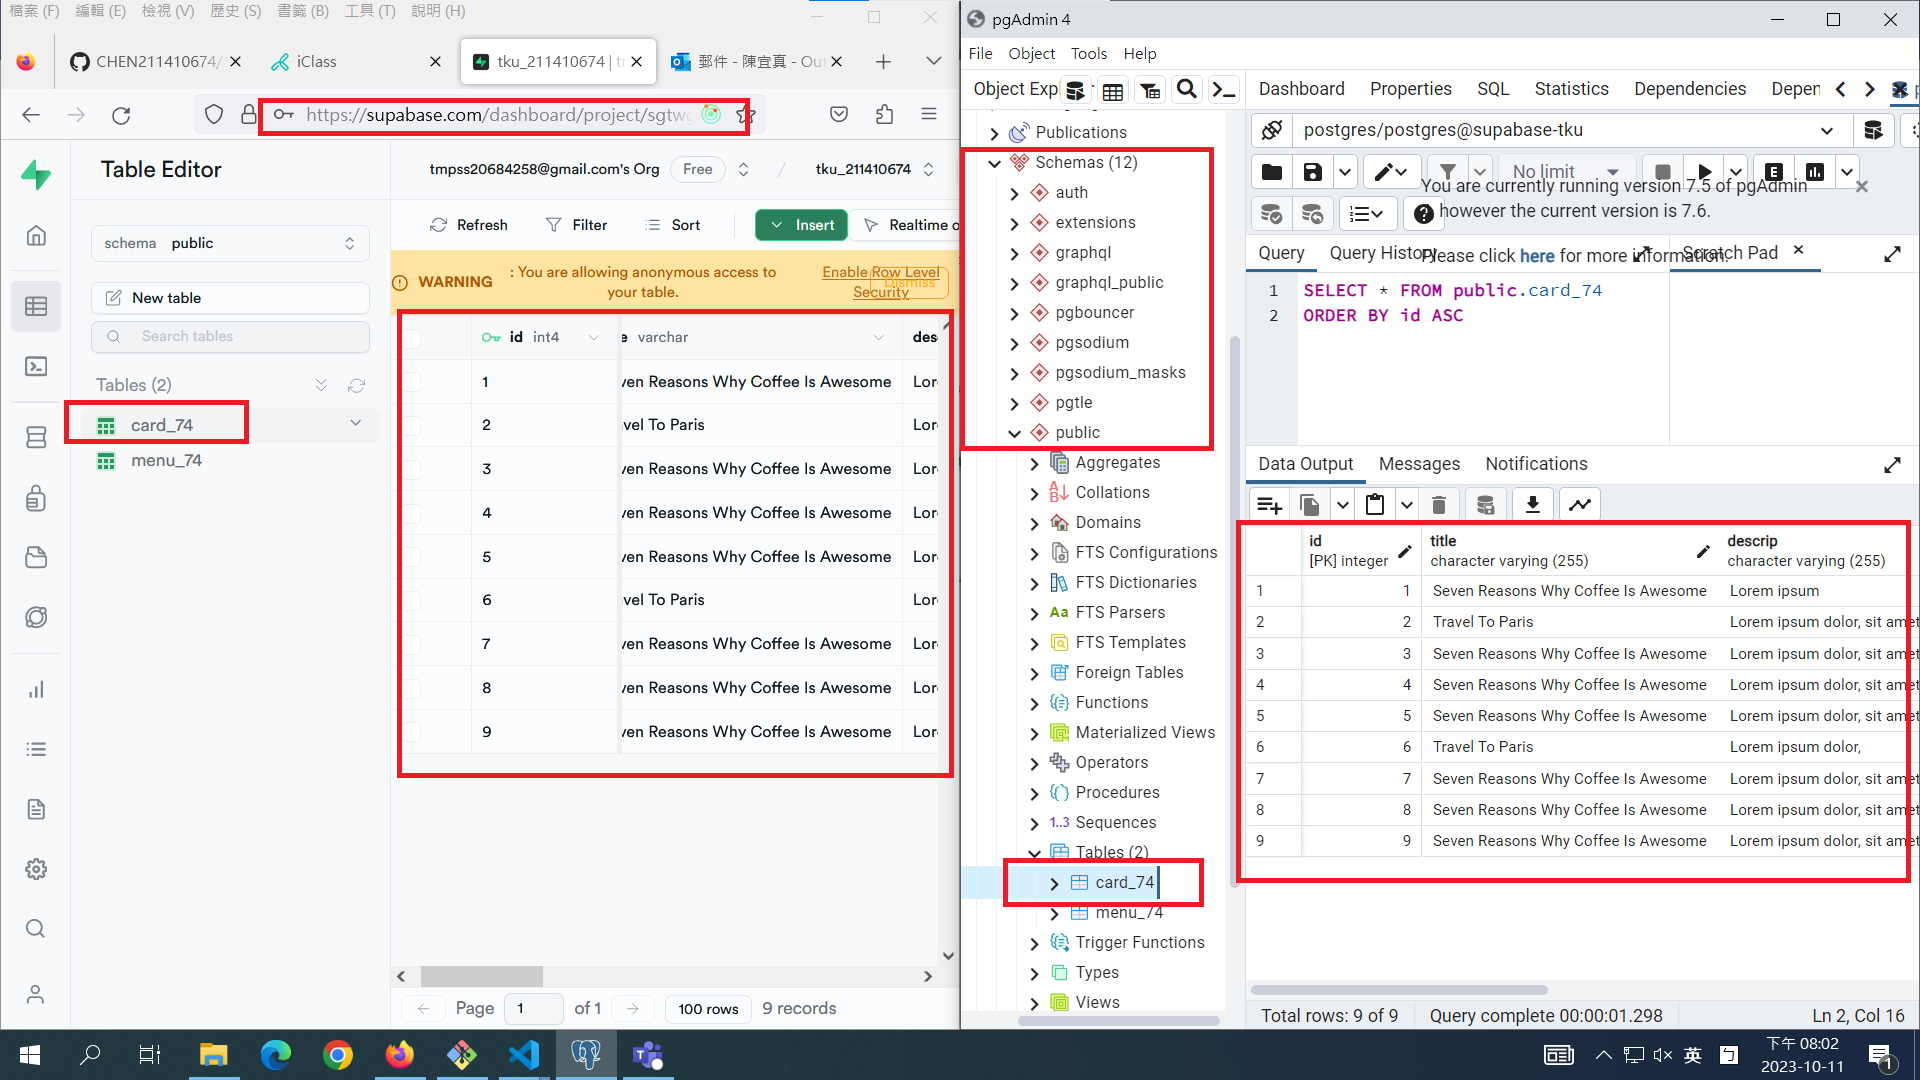 檔案 (F) 編輯 (E) 檢視 (V) 歷史 (S) 書籤 (B) 工具 (T) 說明 (H)
CHEN211410674/
iClass
tku_211410674 | t
郵件 - 陳宜真 - Ou
https://supabase.com/dashboard/project/sgtw
Table Editor
tmpss20684258@gmail.com's Org
Free
/
tku_211410674
schema public
New table
Search tables
Tables (2)
card_74
menu_74
Refresh
Filter
Sort
Insert
Realtime o
WARNING
: You are allowing anonymous access to your table.
Enable Row Level Security
Dismiss
id int4
e varchar
des
1 ven Reasons Why Coffee Is Awesome Lor
2 vel To Paris Lor
3 ven Reasons Why Coffee Is Awesome Lor
4 ven Reasons Why Coffee Is Awesome Lor
5 ven Reasons Why Coffee Is Awesome Lor
6 vel To Paris Lor
7 ven Reasons Why Coffee Is Awesome Lor
8 ven Reasons Why Coffee Is Awesome Lor
9 ven Reasons Why Coffee Is Awesome Lor
Page 1 of 1
100 rows
9 records
pgAdmin 4
File Object Tools Help
Object Exp
Publications
Schemas (12)
auth
extensions
graphql
graphql_public
pgbouncer
pgsodium
pgsodium_masks
pgtle
public
Aggregates
Collations
Domains
FTS Configurations
FTS Dictionaries
Aa FTS Parsers
FTS Templates
Foreign Tables
Functions
Materialized Views
Operators
Procedures
1..3 Sequences
Tables (2)
card_74
menu_74
Trigger Functions
Types
Views
Dashboard Properties SQL Statistics Dependencies Depen
postgres/postgres@supabase-tku
No limit
You are currently running version 7.5 of pgAdmin
however the current version is 7.6.
Please click here for more information.
Query
Query History
Scratch Pad
1 SELECT * FROM public.card_74
2 ORDER BY id ASC
Data Output Messages Notifications
id
[PK] integer
title
character varying (255)
descrip
character varying (255)
1 1 Seven Reasons Why Coffee Is Awesome Lorem ipsum
2 2 Travel To Paris Lorem ipsum dolor, sit amet
3 3 Seven Reasons Why Coffee Is Awesome Lorem ipsum dolor, sit amet
4 4 Seven Reasons Why Coffee Is Awesome Lorem ipsum dolor, sit amet
5 5 Seven Reasons Why Coffee Is Awesome Lorem ipsum dolor, sit amet
6 6 Travel To Paris Lorem ipsum dolor,
7 7 Seven Reasons Why Coffee Is Awesome Lorem ipsum dolor, sit amet
8 8 Seven Reasons Why Coffee Is Awesome Lorem ipsum dolor, sit amet
9 9 Seven Reasons Why Coffee Is Awesome Lorem ipsum dolor, sit amet
Total rows: 9 of 9
Query complete 00:00:01.298
Ln 2, Col 16
英
ㄅ
下午 08:02
2023-10-11
1